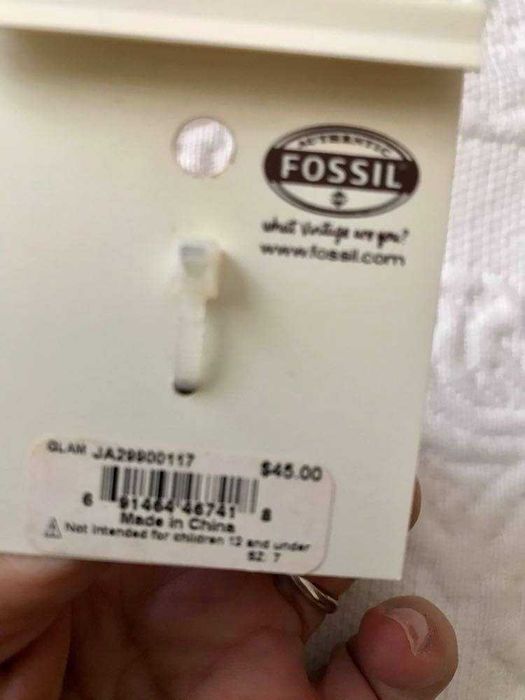 AUTHENTIC
FOSSIL
what vintage are you?
www.fossil.com
GLAM JA29900117
$45.00
6 91464 46741 8
Made in China
Not intended for children 12 and under
SZ: 7